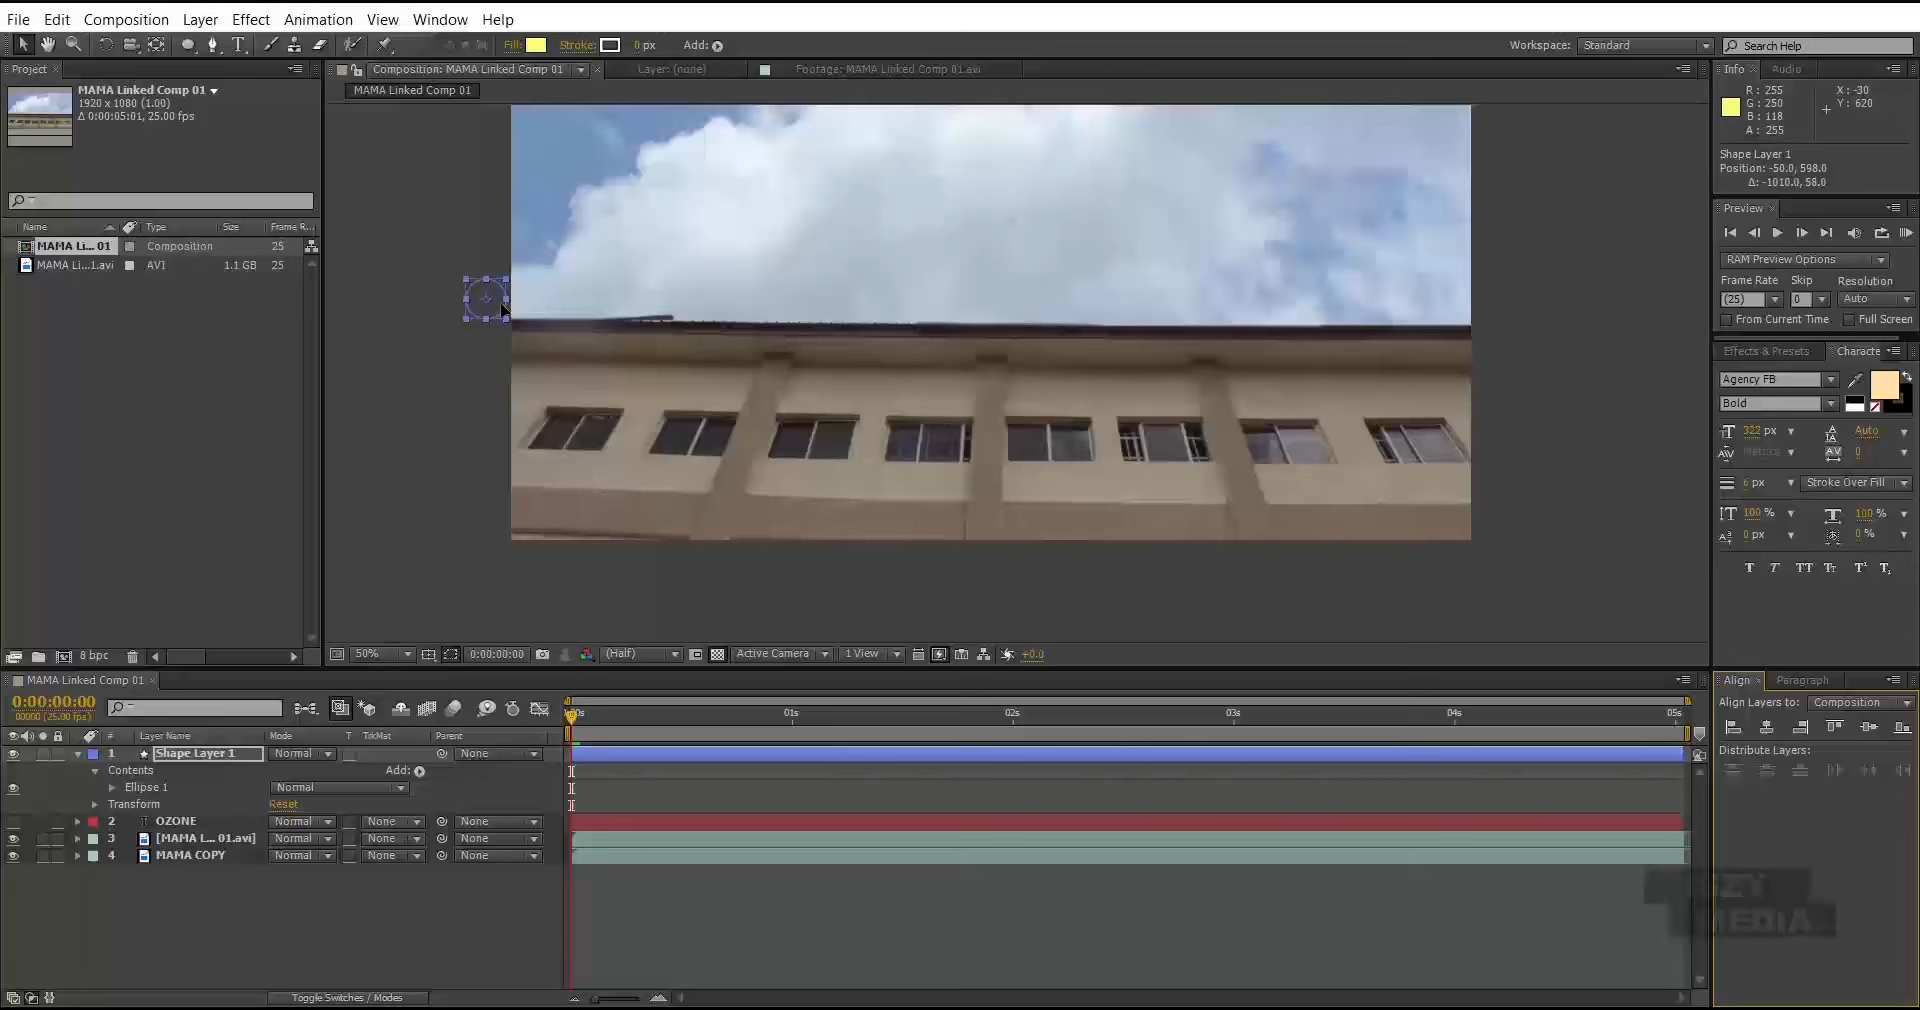 File Edit Composition Layer Effect Animation View Window Help
Fill: Stroke: 0 px Add:
Workspace: Standard Search Help
Project
Composition: MAMA Linked Comp 01 Layer: (none) Footage: MAMA Linked Comp 01.avi
Info Audio
MAMA Linked Comp 01
1920 x 1080 (1.00)
Δ 0:00:05:01, 25.00 fps
MAMA Linked Comp 01
R: 255 X: -30
G: 250 Y: 620
B: 118
A: 255
Shape Layer 1
Position: -50.0, 598.0
Δ: -1010.0, 58.0
Preview
RAM Preview Options
Frame Rate Skip Resolution
(25) 0 Auto
From Current Time Full Screen
Name Type Size Frame R...
MAMA Li... 01 Composition 25
MAMA Li...1.avi AVI 1.1 GB 25
Effects & Presets Characte
Agency FB
Bold
322 px Auto
Metrics 0
6 px Stroke Over Fill
100 % 100 %
0 px 0 %
T T TT Tt T¹ T₁
8 bpc
50% 0:00:00:00 (Half) Active Camera 1 View +0.0
MAMA Linked Comp 01
Align Paragraph
0:00:00:00
00000 (25.00 fps)
Align Layers to: Composition
Distribute Layers:
01s 02s 03s 04s 05s
# Layer Name Mode T TrkMat Parent
1 Shape Layer 1 Normal None
Contents Add:
Ellipse 1 Normal
Transform Reset
2 OZONE Normal None None
3 [MAMA L... 01.avi] Normal None None
4 MAMA COPY Normal None None
MEDIA
Toggle Switches / Modes